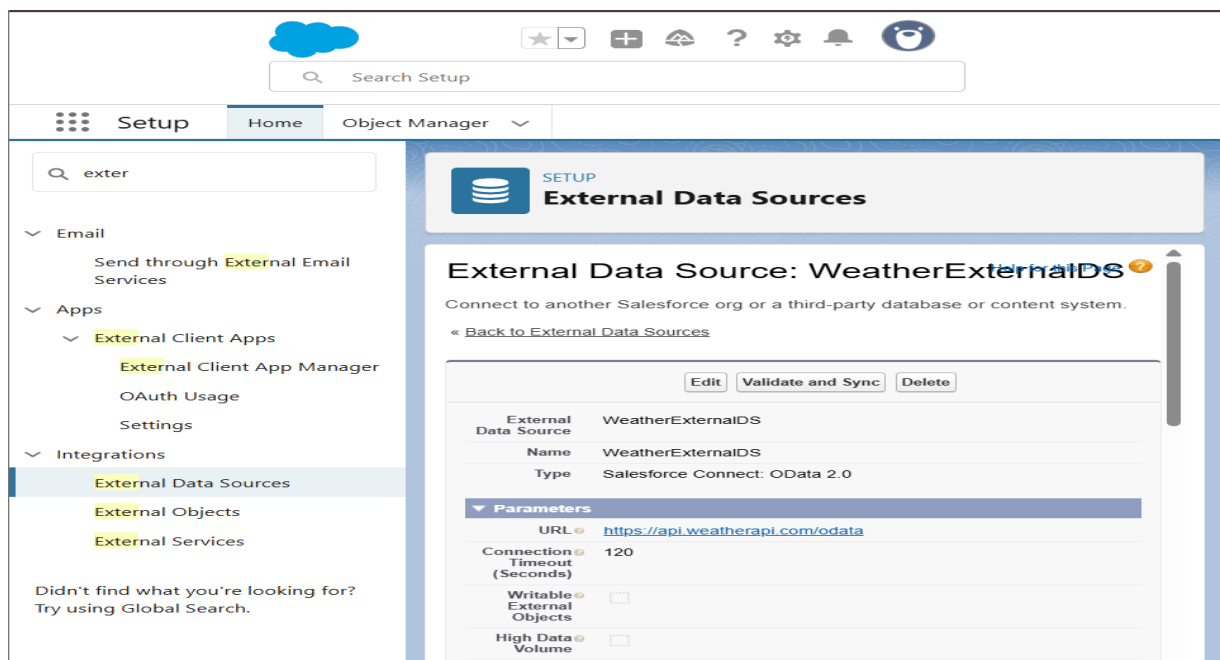 Search Setup
Setup
Home
Object Manager
exter
Email
Send through External Email
Services
Apps
External Client Apps
External Client App Manager
OAuth Usage
Settings
Integrations
External Data Sources
External Objects
External Services
Didn't find what you're looking for?
Try using Global Search.
SETUP
External Data Sources
External Data Source: WeatherExternalDS
Help for this Page
Connect to another Salesforce org or a third-party database or content system.
« Back to External Data Sources
Edit
Validate and Sync
Delete
External
Data Source
WeatherExternalDS
Name
WeatherExternalDS
Type
Salesforce Connect: OData 2.0
Parameters
URL
https://api.weatherapi.com/odata
Connection
Timeout
(Seconds)
120
Writable
External
Objects
High Data
Volume